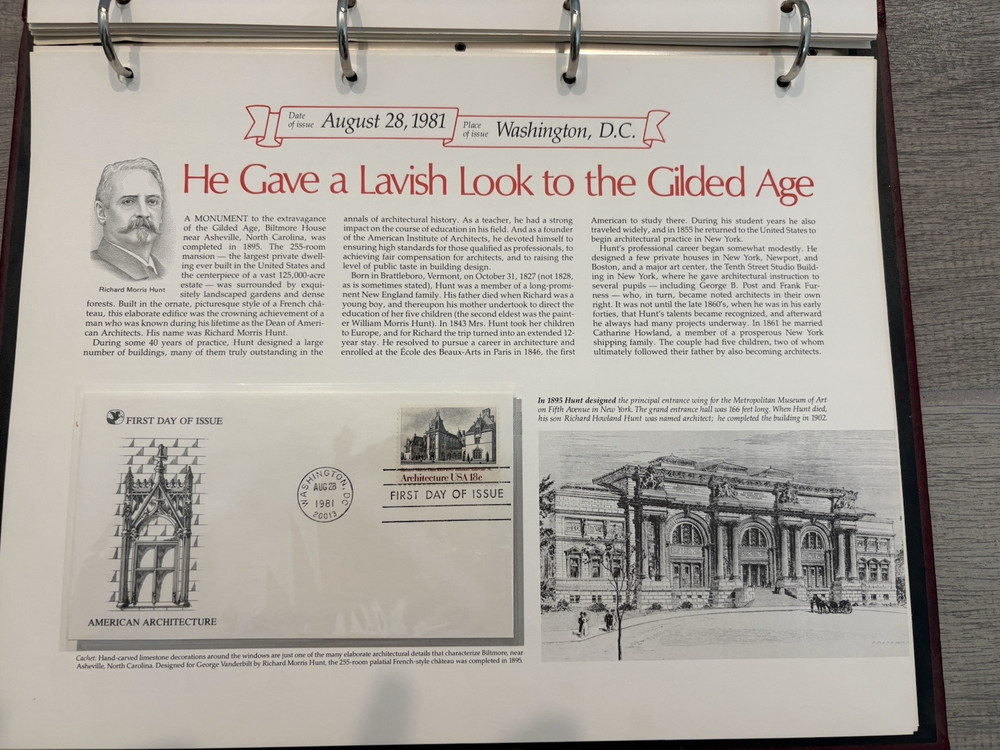 Date
of issue August 28, 1981 Place
of issue Washington, D.C.
He Gave a Lavish Look to the Gilded Age
Richard Morris Hunt
A MONUMENT to the extravagance
of the Gilded Age, Biltmore House
near Asheville, North Carolina, was
completed in 1895. The 255-room
mansion — the largest private dwell-
ing ever built in the United States and
the centerpiece of a vast 125,000-acre
estate — was surrounded by exqui-
sitely landscaped gardens and dense
forests. Built in the ornate, picturesque style of a French châ-
teau, this elaborate edifice was the crowning achievement of a
man who was known during his lifetime as the Dean of Ameri-
can Architects. His name was Richard Morris Hunt.
During some 40 years of practice, Hunt designed a large
number of buildings, many of them truly outstanding in the
annals of architectural history. As a teacher, he had a strong
impact on the course of education in his field. And as a founder
of the American Institute of Architects, he devoted himself to
ensuring high standards for those qualified as professionals, to
achieving fair compensation for architects, and to raising the
level of public taste in building design.
Born in Brattleboro, Vermont, on October 31, 1827 (not 1828,
as is sometimes stated), Hunt was a member of a long-promi-
nent New England family. His father died when Richard was a
young boy, and thereupon his mother undertook to direct the
education of her five children (the second eldest was the paint-
er William Morris Hunt). In 1843 Mrs. Hunt took her children
to Europe, and for Richard the trip turned into an extended 12-
year stay. He resolved to pursue a career in architecture and
enrolled at the École des Beaux-Arts in Paris in 1846, the first
American to study there. During his student years he also
traveled widely, and in 1855 he returned to the United States to
begin architectural practice in New York.
Hunt's professional career began somewhat modestly. He
designed a few private houses in New York, Newport, and
Boston, and a major art center, the Tenth Street Studio Build-
ing in New York, where he gave architectural instruction to
several pupils — including George B. Post and Frank Fur-
ness — who, in turn, became noted architects in their own
right. It was not until the late 1860's, when he was in his early
forties, that Hunt's talents became recognized, and afterward
he always had many projects underway. In 1861 he married
Catharine Howland, a member of a prosperous New York
shipping family. The couple had five children, two of whom
ultimately followed their father by also becoming architects.
FIRST DAY OF ISSUE
AMERICAN ARCHITECTURE
WASHINGTON, DC
AUG 28
1981
20013
Architecture USA 18c
FIRST DAY OF ISSUE
Cachet: Hand-carved limestone decorations around the windows are just one of the many elaborate architectural details that characterize Biltmore, near
Asheville, North Carolina. Designed for George Vanderbilt by Richard Morris Hunt, the 255-room palatial French-style château was completed in 1895.
In 1895 Hunt designed the principal entrance wing for the Metropolitan Museum of Art
on Fifth Avenue in New York. The grand entrance hall was 166 feet long. When Hunt died,
his son Richard Howland Hunt was named architect; he completed the building in 1902.